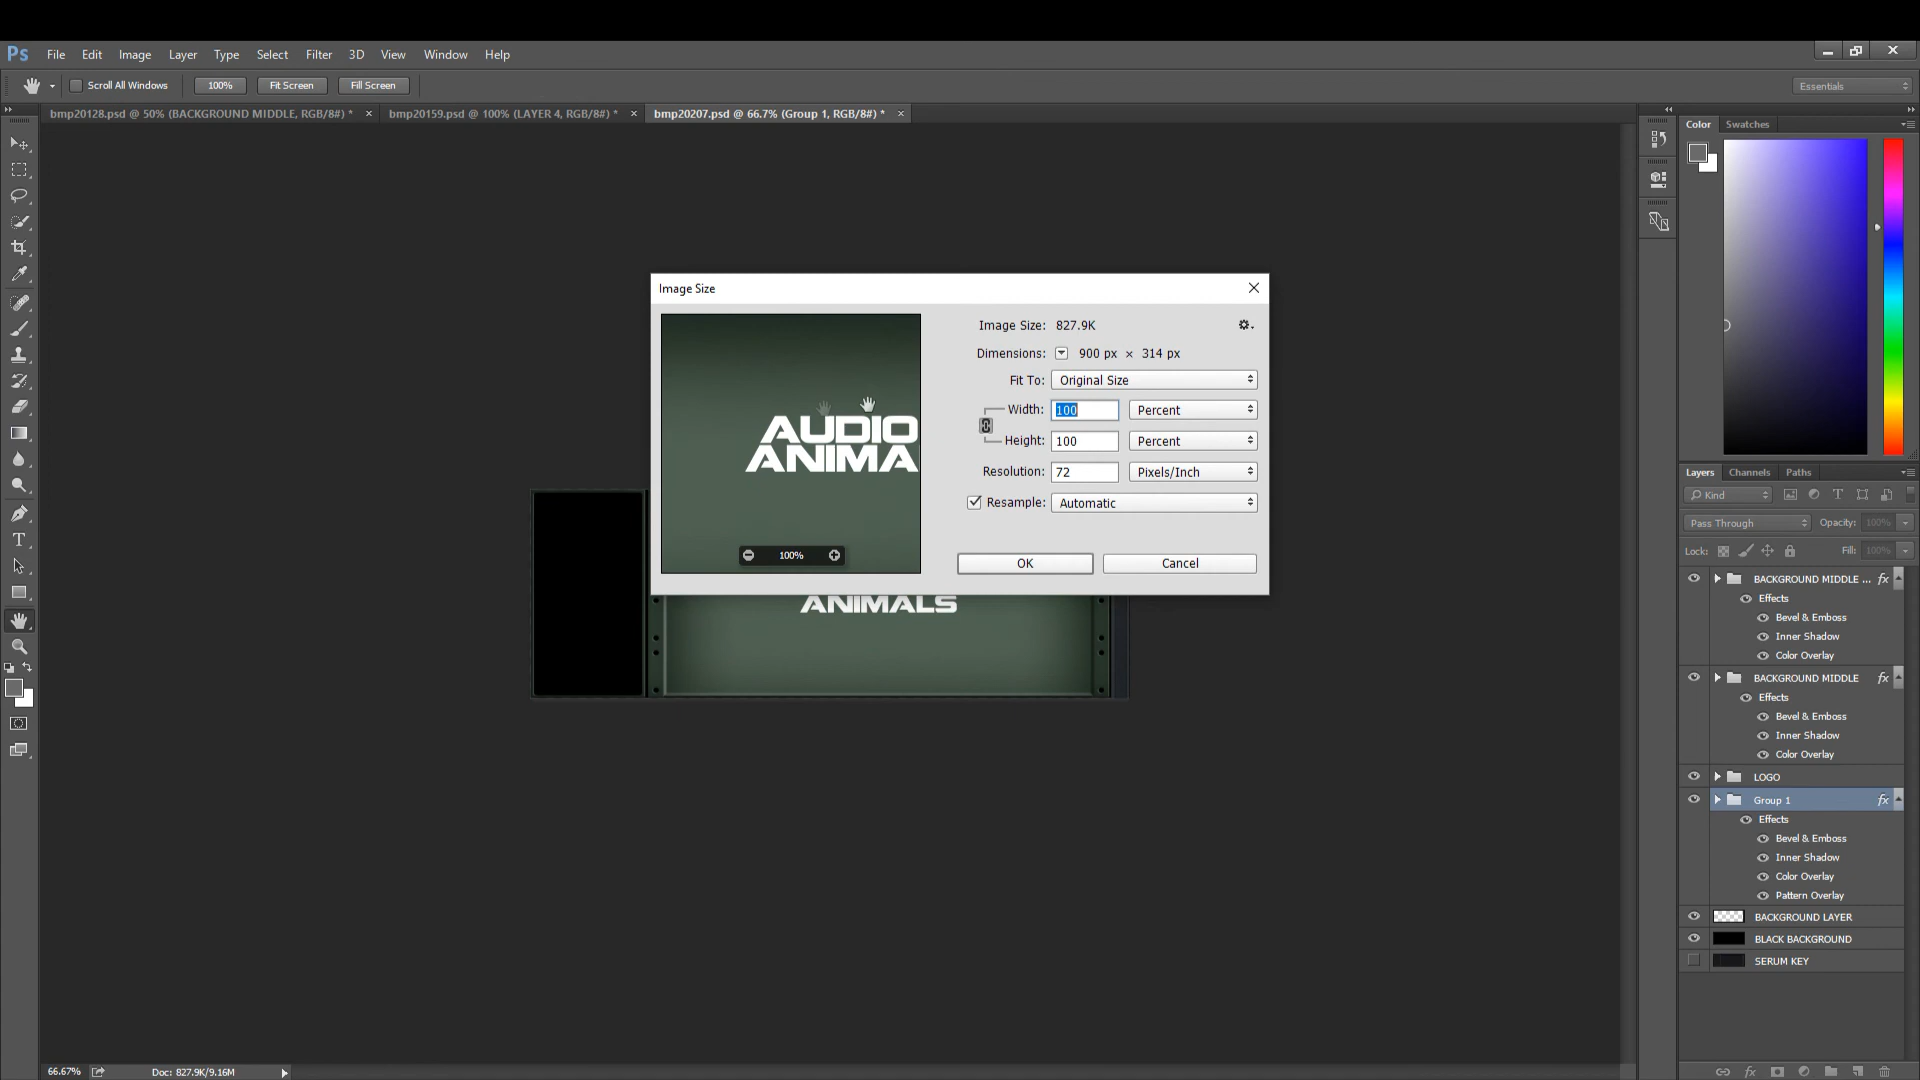 Ps File Edit Image Layer Type Select Filter 3D View Window Help
Scroll All Windows 100% Fit Screen Fill Screen Essentials
bmp20128.psd @ 50% (BACKGROUND MIDDLE, RGB/8#) * × bmp20159.psd @ 100% (LAYER 4, RGB/8#) * × bmp20207.psd @ 66.7% (Group 1, RGB/8#) * ×
Color Swatches
Image Size
Image Size: 827.9K
Dimensions: 900 px × 314 px
Fit To: Original Size
Width: 100 Percent
Height: 100 Percent
Resolution: 72 Pixels/Inch
Resample: Automatic
OK Cancel
AUDIO
ANIMA
100%
ANIMALS
Layers Channels Paths
Kind
Pass Through Opacity: 100%
Lock: Fill: 100%
BACKGROUND MIDDLE ... fx
Effects
Bevel & Emboss
Inner Shadow
Color Overlay
BACKGROUND MIDDLE fx
Effects
Bevel & Emboss
Inner Shadow
Color Overlay
LOGO
Group 1 fx
Effects
Bevel & Emboss
Inner Shadow
Color Overlay
Pattern Overlay
BACKGROUND LAYER
BLACK BACKGROUND
SERUM KEY
66.67% Doc: 827.9K/9.16M
fx